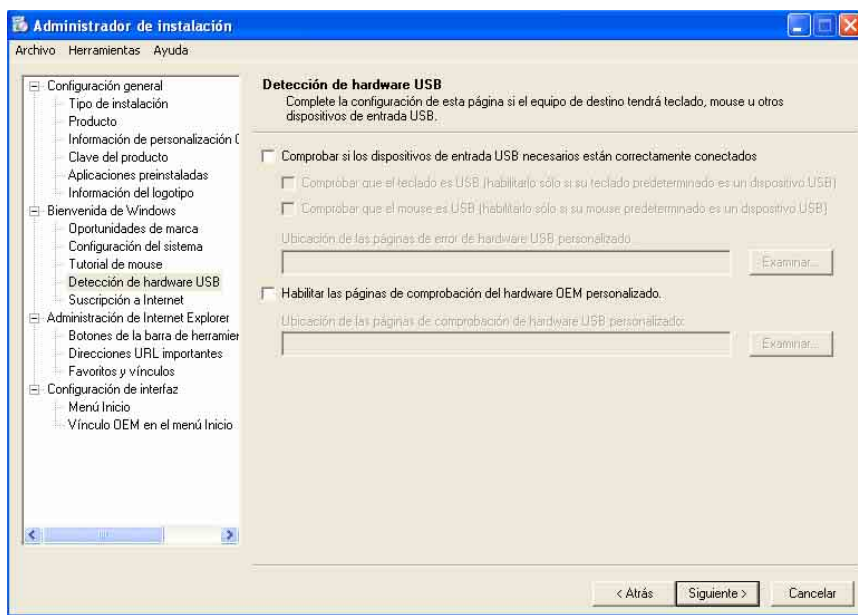 Administrador de instalación
Archivo Herramientas Ayuda
Configuración general
Tipo de instalación
Producto
Información de personalización
Clave del producto
Aplicaciones preinstaladas
Información del logotipo
Bienvenida de Windows
Oportunidades de marca
Configuración del sistema
Tutorial de mouse
Detección de hardware USB
Suscripción a Internet
Administración de Internet Explorer
Botones de la barra de herramier
Direcciones URL importantes
Favoritos y vínculos
Configuración de interfaz
Menú Inicio
Vínculo OEM en el menú Inicio
Detección de hardware USB
Complete la configuración de esta página si el equipo de destino tendrá teclado, mouse u otros
dispositivos de entrada USB.
Comprobar si los dispositivos de entrada USB necesarios están correctamente conectados
Comprobar que el teclado es USB (habilitarlo sólo si su teclado predeterminado es un dispositivo USB)
Comprobar que el mouse es USB (habilitarlo sólo si su mouse predeterminado es un dispositivo USB)
Ubicación de las páginas de error de hardware USB personalizado
Examinar...
Habilitar las páginas de comprobación del hardware OEM personalizado.
Ubicación de las páginas de comprobación de hardware USB personalizado:
Examinar...
< Atrás Siguiente > Cancelar